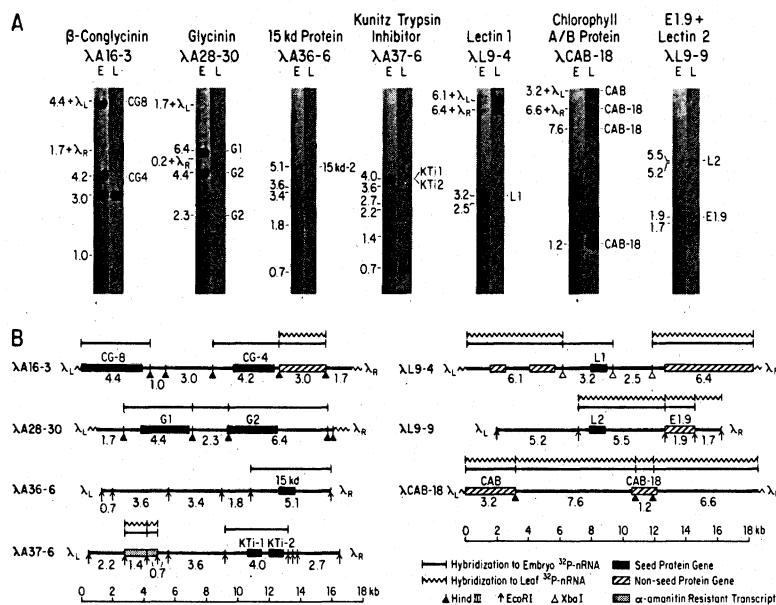 A
β-Conglycinin
λA16-3
E L
Glycinin
λA28-30
E L
15kd Protein
λA36-6
E L
Kunitz Trypsin
Inhibitor
λA37-6
E L
Lectin 1
λL9-4
E L
Chlorophyll
A/B Protein
λCAB-18
E L
E1.9 +
Lectin 2
λL9-9
E L
4.4+λL
1.7+λR
4.2
3.0
1.0
CG8
CG4
1.7+λL
6.4
0.2+λR
4.4
2.3
G1
G2
G2
5.1
3.6
3.4
1.8
0.7
15kd-2
4.0
3.6
2.7
2.2
1.4
0.7
KTi1
KTi2
6.1+λL
6.4+λR
3.2
2.5
L1
3.2+λL
6.6+λR
7.6
1.2
CAB
CAB-18
CAB-18
CAB-18
5.5
5.2
1.9
1.7
L2
E1.9
B
λA16-3 λL CG-8 CG-4 λR
4.4 1.0 3.0 4.2 3.0 1.7
λA28-30 λL G1 G2 λR
1.7 4.4 2.3 6.4
λA36-6 λL 15kd λR
0.7 3.6 3.4 1.8 5.1
λA37-6 λL KTi-1 KTi-2 λR
2.2 1.4 0.7 3.6 4.0 2.7
0 2 4 6 8 10 12 14 16 18 kb
λL9-4 λL L1 λR
6.1 3.2 2.5 6.4
λL9-9 λL L2 E1.9 λR
5.2 5.5 1.9 1.7
λCAB-18 λL CAB CAB-18 λR
3.2 7.6 1.2 6.6
0 2 4 6 8 10 12 14 16 18 kb
Hybridization to Embryo ³²P-nRNA
Seed Protein Gene
Hybridization to Leaf ³²P-nRNA
Non-seed Protein Gene
Hind III EcoRI XbaI
α-amanitin Resistant Transcript